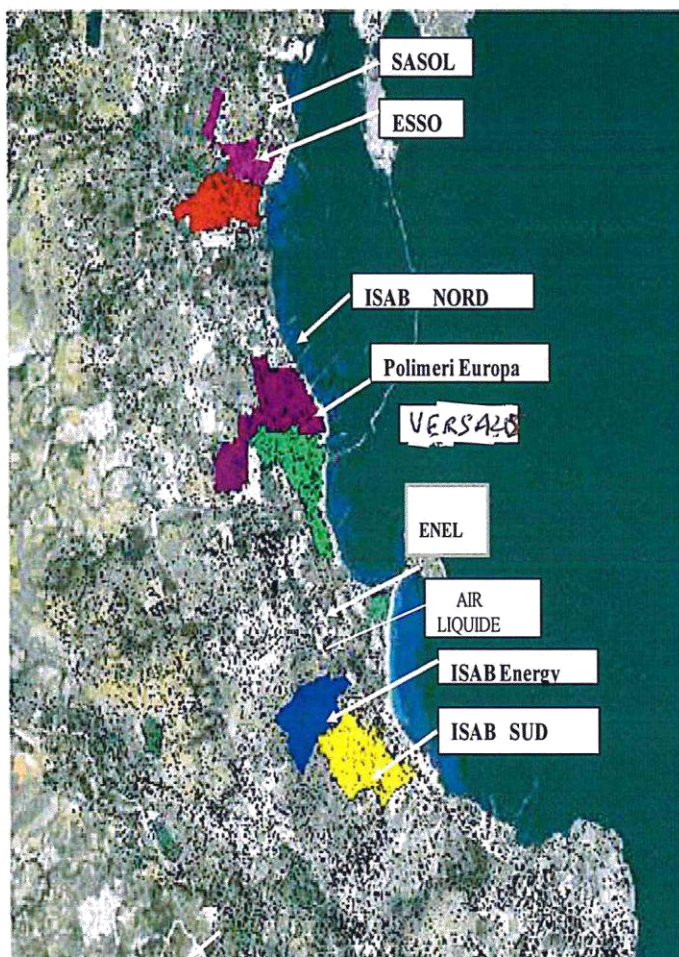 SASOL
ESSO
ISAB NORD
Polimeri Europa
VERSALIS
ENEL
AIR
LIQUIDE
ISAB Energy
ISAB SUD